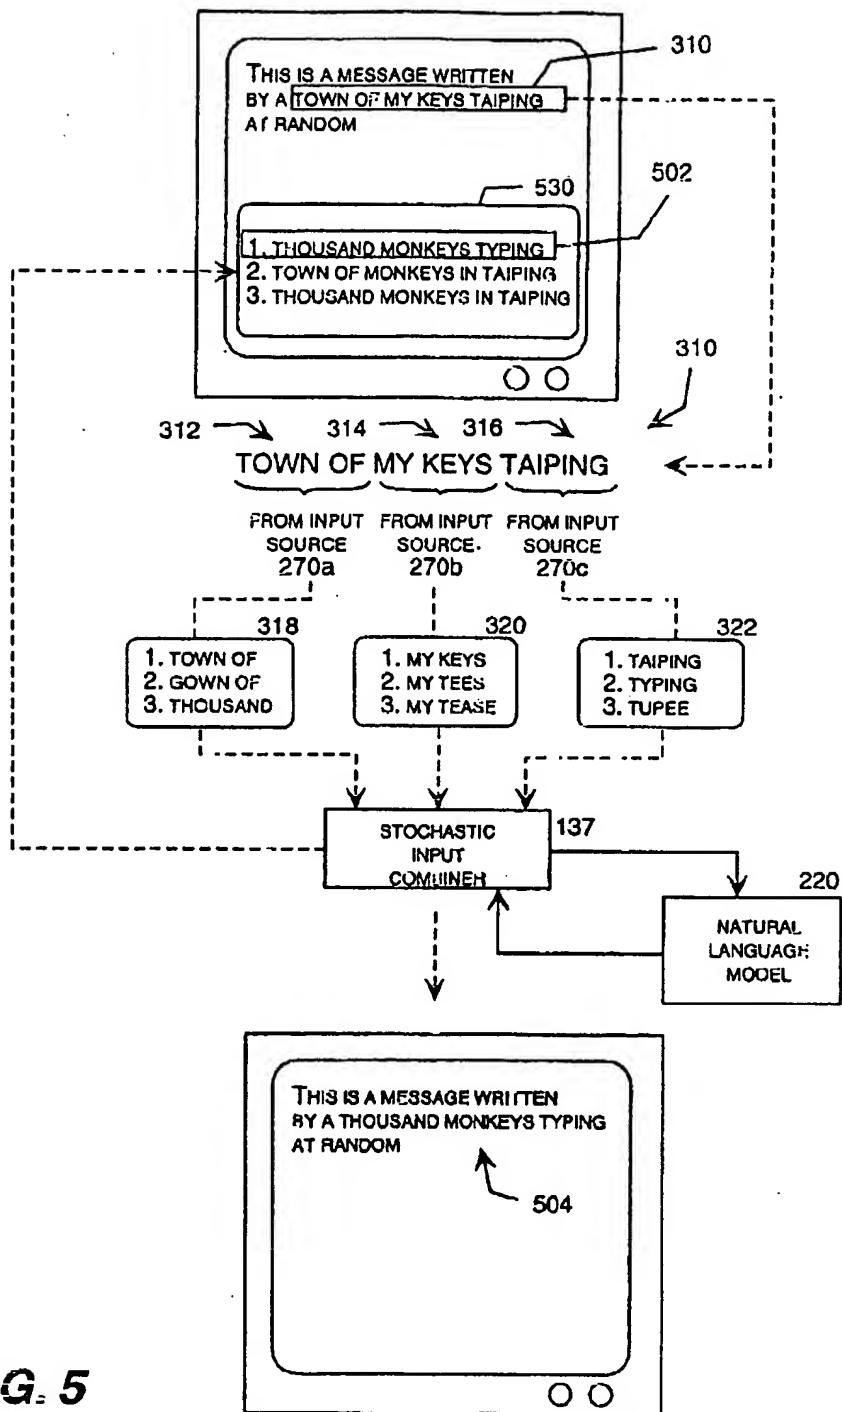 310
THIS IS A MESSAGE WRITTEN
BY A TOWN OF MY KEYS TAIPING
AT RANDOM
530
502
1. THOUSAND MONKEYS TYPING
2. TOWN OF MONKEYS IN TAIPING
3. THOUSAND MONKEYS IN TAIPING
310
312 314 316
TOWN OF MY KEYS TAIPING
FROM INPUT SOURCE 270a
FROM INPUT SOURCE. 270b
FROM INPUT SOURCE 270c
318
1. TOWN OF
2. GOWN OF
3. THOUSAND
320
1. MY KEYS
2. MY TEES
3. MY TEASE
322
1. TAIPING
2. TYPING
3. TUPEE
STOCHASTIC
INPUT
COMBINER
137
220
NATURAL
LANGUAGE
MODEL
THIS IS A MESSAGE WRITTEN
BY A THOUSAND MONKEYS TYPING
AT RANDOM
504
G. 5